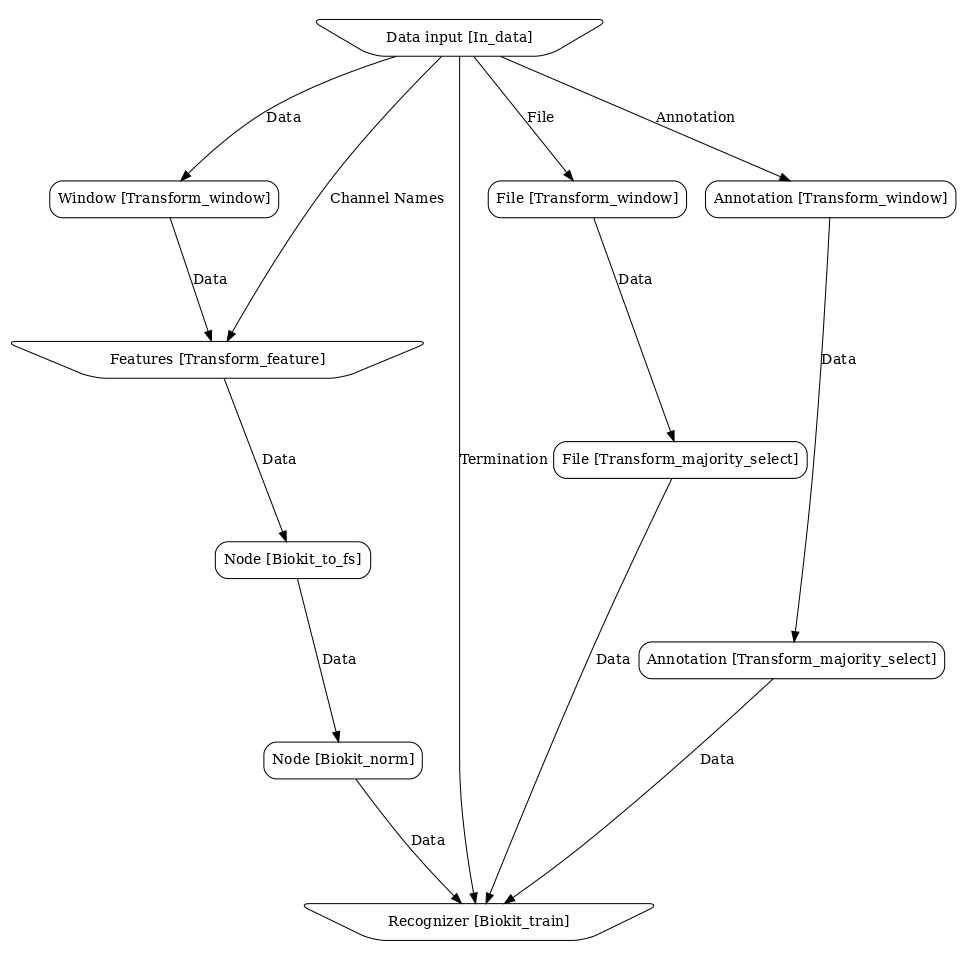 Data input [In_data]
Data
File
Annotation
Window [Transform_window]
Channel Names
File [Transform_window]
Annotation [Transform_window]
Data
Data
Features [Transform_feature]
Data
Data
Termination
File [Transform_majority_select]
Node [Biokit_to_fs]
Data
Data
Annotation [Transform_majority_select]
Node [Biokit_norm]
Data
Data
Recognizer [Biokit_train]